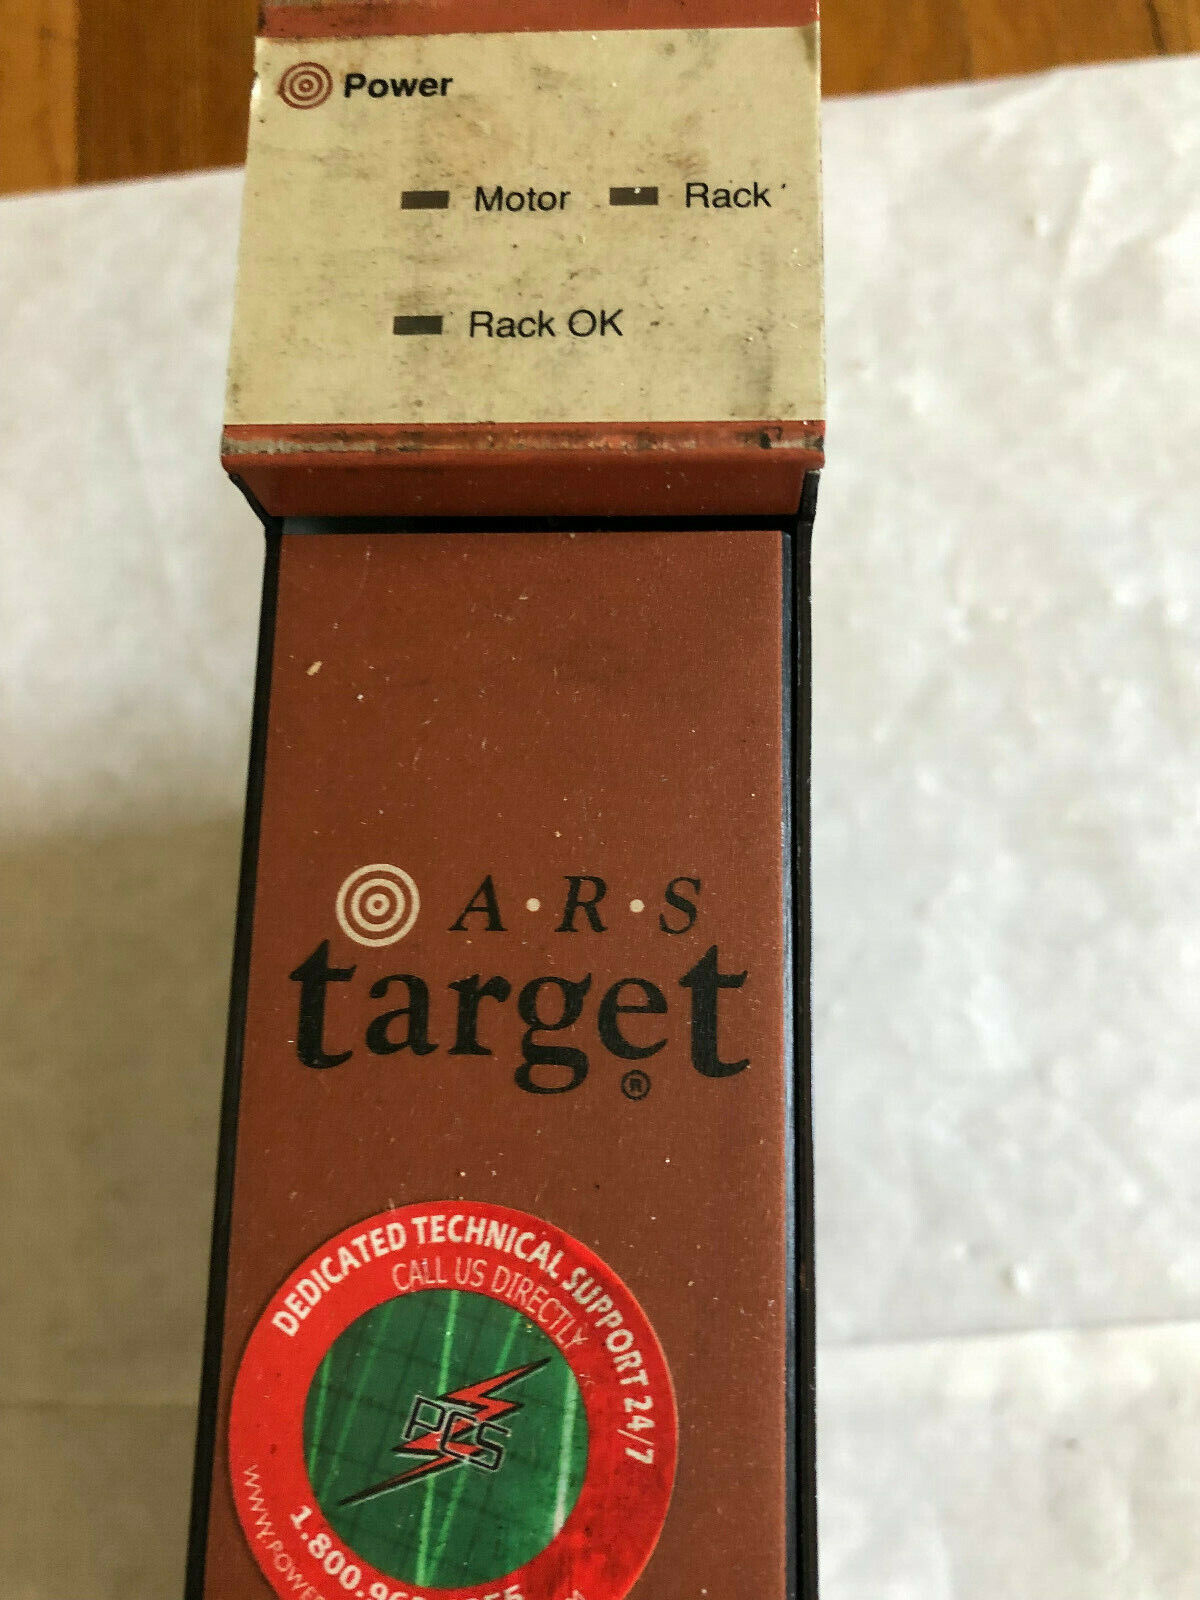 Power
Motor Rack
Rack OK
A·R·S
target
®
DEDICATED TECHNICAL SUPPORT 24/7
CALL US DIRECTLY
PCS